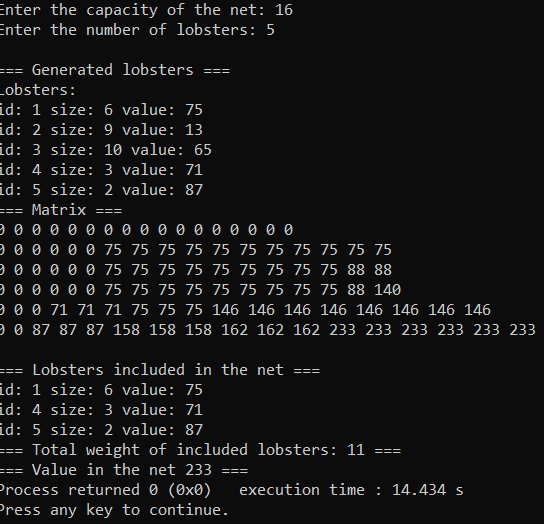 Enter the capacity of the net: 16
Enter the number of lobsters: 5
=== Generated lobsters ===
Lobsters:
id: 1 size: 6 value: 75
id: 2 size: 9 value: 13
id: 3 size: 10 value: 65
id: 4 size: 3 value: 71
id: 5 size: 2 value: 87
=== Matrix ===
0 0 0 0 0 0 0 0 0 0 0 0 0 0 0 0 0
0 0 0 0 0 0 75 75 75 75 75 75 75 75 75 75 75
0 0 0 0 0 0 75 75 75 75 75 75 75 75 75 88 88
0 0 0 0 0 0 75 75 75 75 75 75 75 75 75 88 140
0 0 0 71 71 71 75 75 75 146 146 146 146 146 146 146 146
0 0 87 87 87 158 158 158 162 162 162 233 233 233 233 233 233
=== Lobsters included in the net ===
id: 1 size: 6 value: 75
id: 4 size: 3 value: 71
id: 5 size: 2 value: 87
=== Total weight of included lobsters: 11 ===
=== Value in the net 233 ===
Process returned 0 (0x0)   execution time : 14.434 s
Press any key to continue.